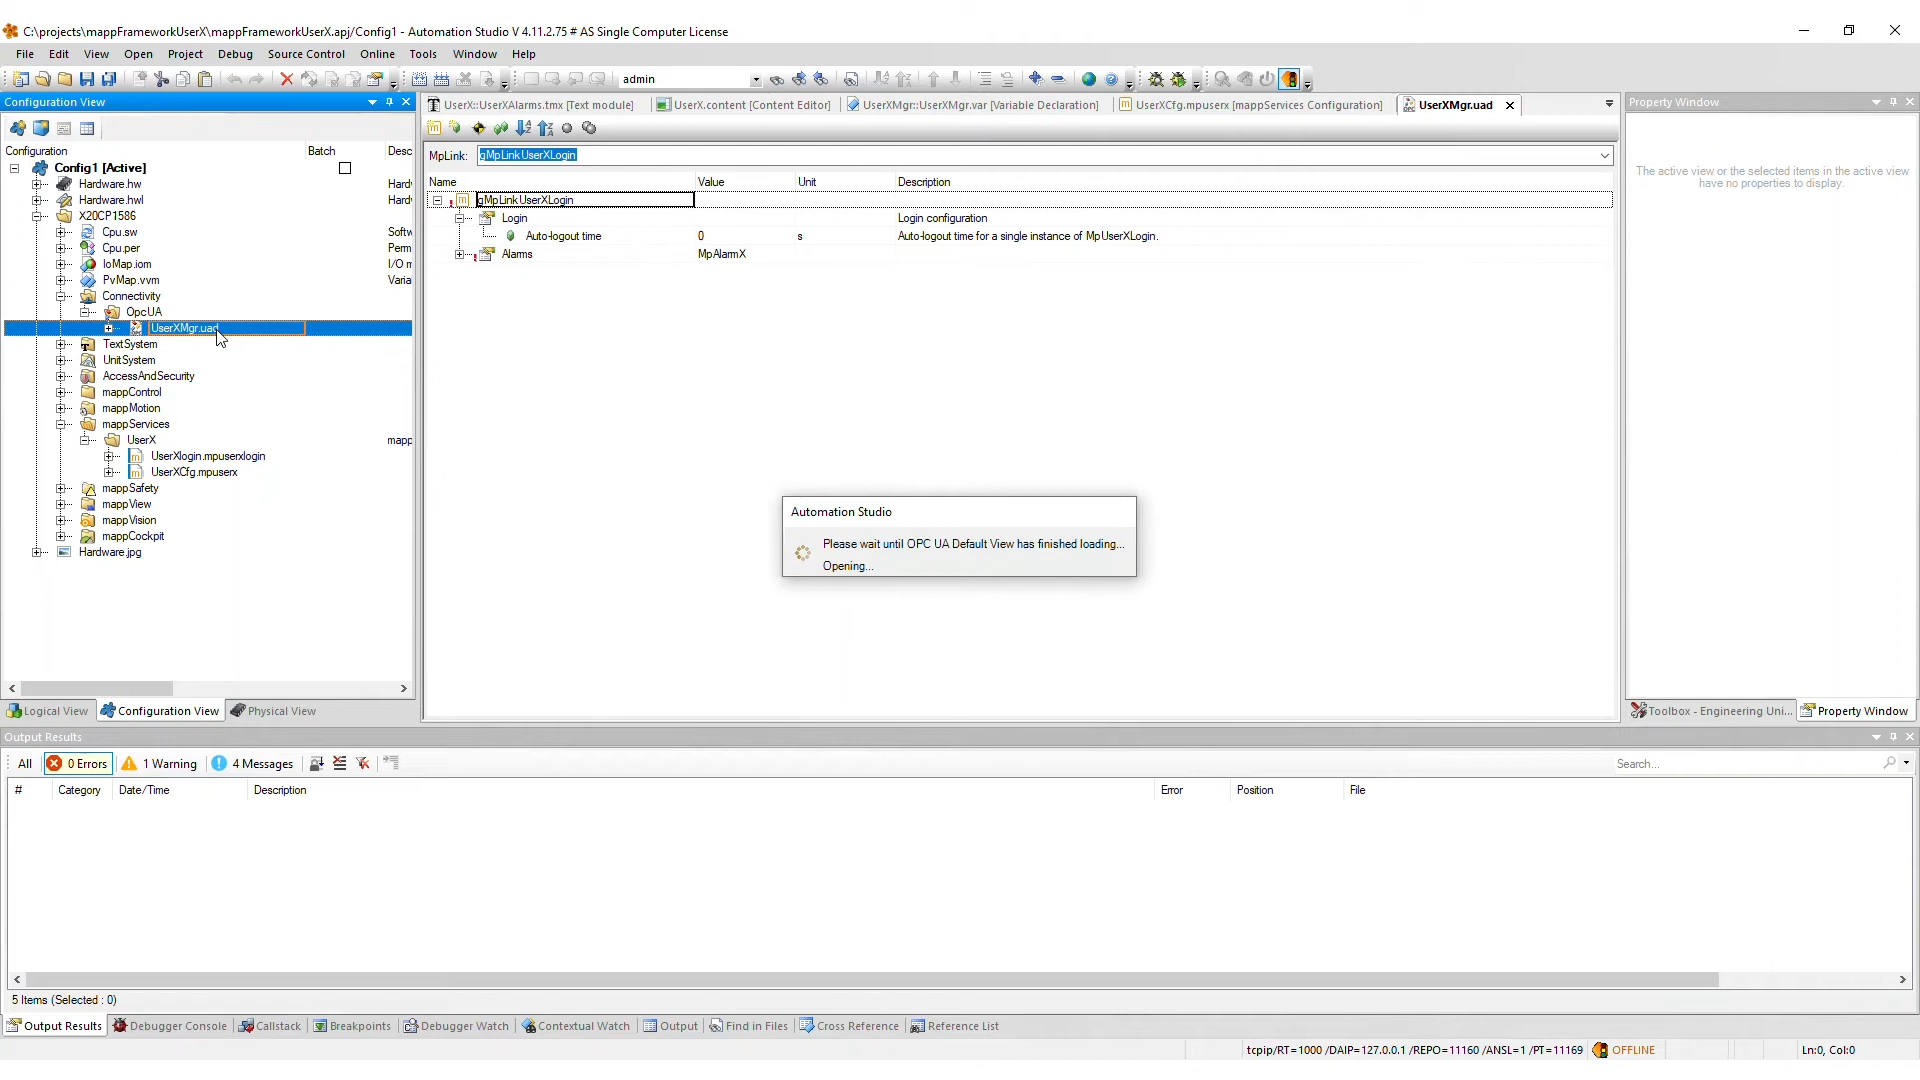 C:\projects\mappFrameworkUserX\mappFrameworkUserX.apj/Config1 - Automation Studio V 4.11.2.75 # AS Single Computer License
File Edit View Open Project Debug Source Control Online Tools Window Help
admin
Configuration View
UserX::UserXAlarms.tmx [Text module]
UserX.content [Content Editor]
UserXMgr::UserXMgr.var [Variable Declaration]
UserXCfg.mpuserx [mappServices Configuration]
UserXMgr.uad
Property Window
Configuration Batch Desc
Config1 [Active]
Hardware.hw Hard
Hardware.hwl Hard
X20CP1586
Cpu.sw Softw
Cpu.per Perm
IoMap.iom I/O m
PvMap.vvm Varia
Connectivity
OpcUA
UserXMgr.uad
TextSystem
UnitSystem
AccessAndSecurity
mappControl
mappMotion
mappServices
UserX mapp
UserXlogin.mpuserxlogin
UserXCfg.mpuserx
mappSafety
mappView
mappVision
mappCockpit
Hardware.jpg
MpLink: gMpLinkUserXLogin
Name Value Unit Description
gMpLinkUserXLogin
Login Login configuration
Auto-logout time 0 s Auto-logout time for a single instance of MpUserXLogin.
Alarms MpAlarmX
The active view or the selected items in the active view
have no properties to display.
Automation Studio
Please wait until OPC UA Default View has finished loading...
Opening...
Logical View Configuration View Physical View
Toolbox - Engineering Uni... Property Window
Output Results
All 0 Errors 1 Warning 4 Messages Search...
# Category Date/Time Description Error Position File
5 Items (Selected : 0)
Output Results Debugger Console Callstack Breakpoints Debugger Watch Contextual Watch Output Find in Files Cross Reference Reference List
tcpip/RT=1000 /DAIP=127.0.0.1 /REPO=11160 /ANSL=1 /PT=11169 OFFLINE Ln:0, Col:0